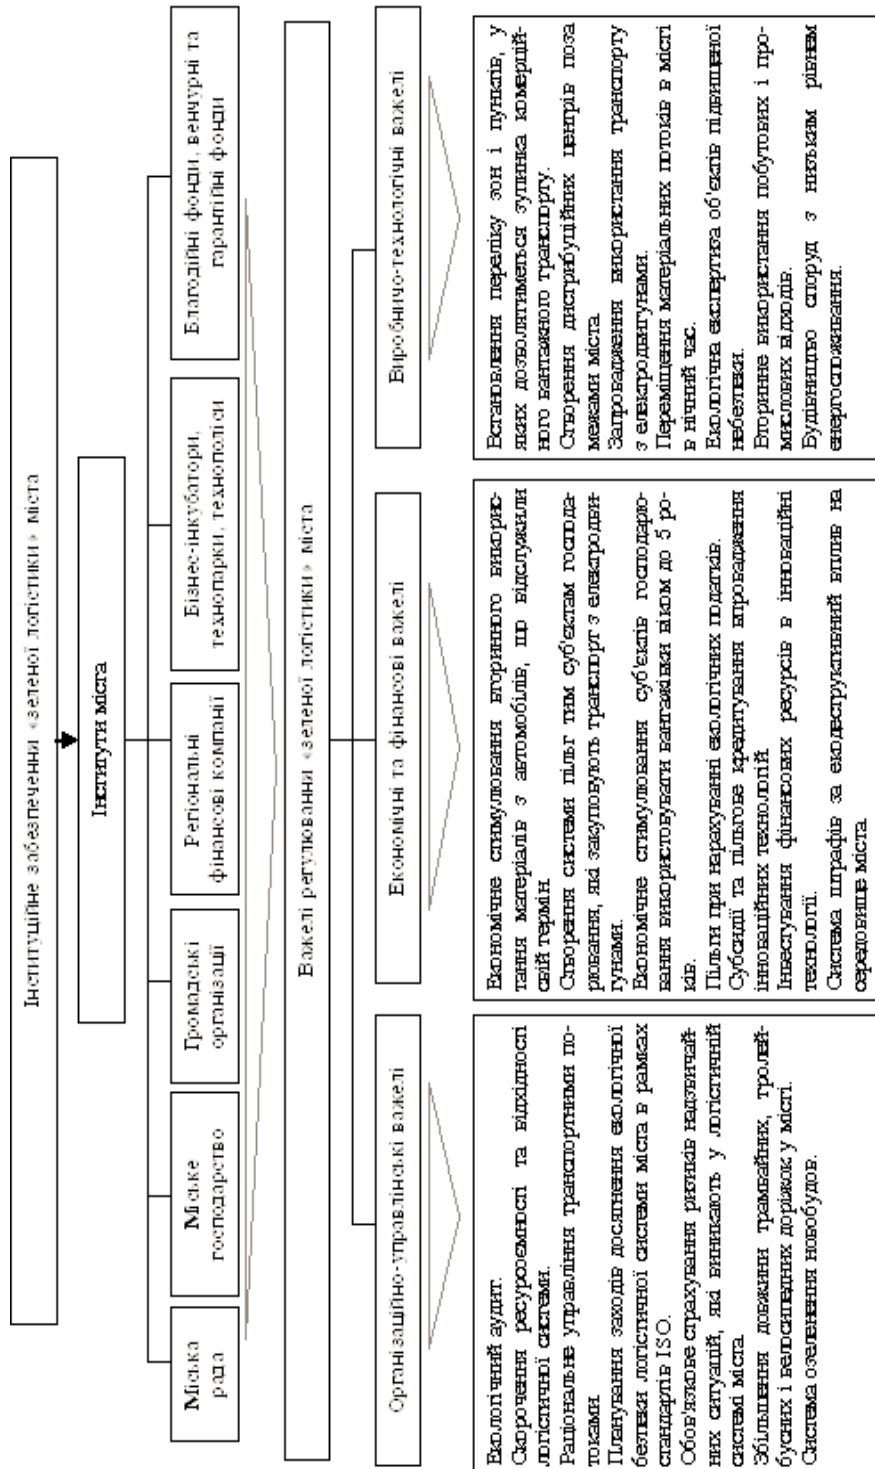 Інституційне забезпечення «зеленої логістики» міста
Інститути міста
Міська
рада
Міське
господарство
Громадські
організації
Регіональні
фінансові компанії
Бізнес-інкубатори,
технопарки, технополіси
Благодійні фонди, венчурні та
гарантійні фонди
Важелі регулювання «зеленої логістики» міста
Організаційно-управлінські важелі
Економічні та фінансові важелі
Виробничо-технологічні важелі
Екологічний аудит.
Скорочення ресурсоємності та відхідності
логістичної системи.
Раціональне управління транспортними по-
токами.
Планування заходів досягнення екологічної
безпеки логістичної системи міста в рамках
стандартів ISO.
Обов'язкове страхування ризиків надзвичай-
них ситуацій, які виникають у логістичній
системі міста.
Збільшення довжини трамвайних, тролей-
бусних і велосипедних доріжок у місті.
Система озеленення новобудов.
Економічне стимулювання вторинного викорис-
тання матеріалів з автомобілів, що відслужили
свій термін.
Створення системи пільг тим суб'єктам господа-
рювання, які закуповують транспорт з електродви-
гунами.
Економічне стимулювання суб'єктів господарю-
вання використовувати вантажівки віком до 5 ро-
ків.
Пільги при нарахуванні екологічних податків.
Субсидії та пільгове кредитування впровадження
інноваційних технологій.
Інвестування фінансових ресурсів в інноваційні
технології.
Система штрафів за екодеструктивний вплив на
середовище міста.
Встановлення переліку зон і пунктів, у
яких дозволятиметься зупинка комерцій-
ного вантажного транспорту.
Створення дистрибуційних центрів поза
межами міста.
Запровадження використання транспорту
з електродвигунами.
Переміщення матеріальних потоків в місті
в нічний час.
Екологічна експертиза об'єктів підвищеної
небезпеки.
Вторинне використання побутових і про-
мислових відходів.
Будівництво споруд з низьким рівнем
енергоспоживання.